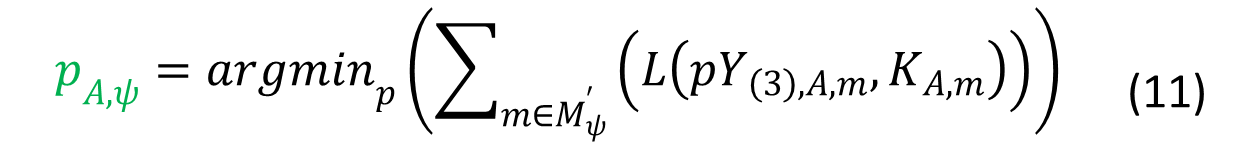 p_{A,ψ} = argmin_p ( ∑_{m∈M'_ψ} ( L(pY_{(3),A,m}, K_{A,m}) ) ) (11)